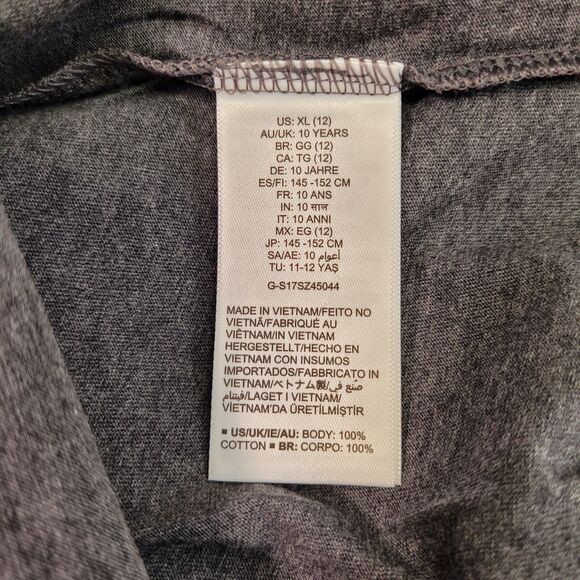 US: XL (12)
AU/UK: 10 YEARS
BR: GG (12)
CA: TG (12)
DE: 10 JAHRE
ES/FI: 145 -152 CM
FR: 10 ANS
IN: 10 साल
IT: 10 ANNI
MX: EG (12)
JP: 145 -152 CM
SA/AE: 10 أعوام
TU: 11-12 YAŞ
G-S17SZ45044
MADE IN VIETNAM/FEITO NO
VIETNÃ/FABRIQUÉ AU
VIÊTNAM/IN VIETNAM
HERGESTELLT/HECHO EN
VIETNAM CON INSUMOS
IMPORTADOS/FABBRICATO IN
VIETNAM/ベトナム製/صنع في
فيتنام/LAGET I VIETNAM/
VİETNAM'DA ÜRETİLMİŞTİR
▪ US/UK/IE/AU: BODY: 100%
COTTON ▪ BR: CORPO: 100%